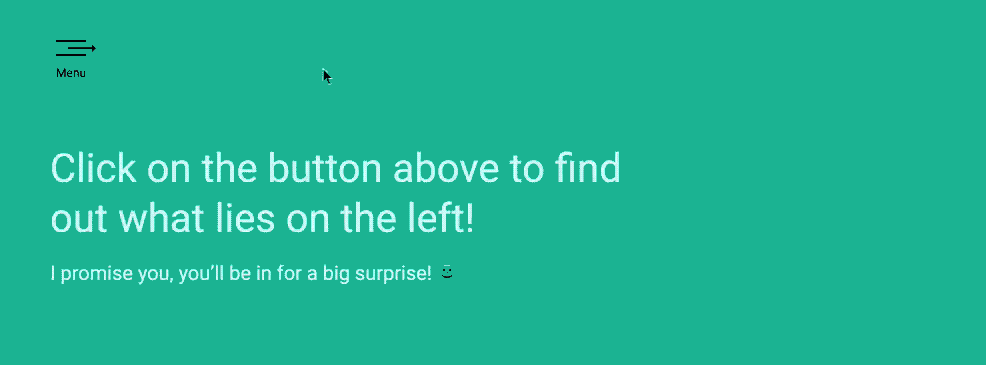 Menu
Click on the button above to find
out what lies on the left!
I promise you, you’ll be in for a big surprise!